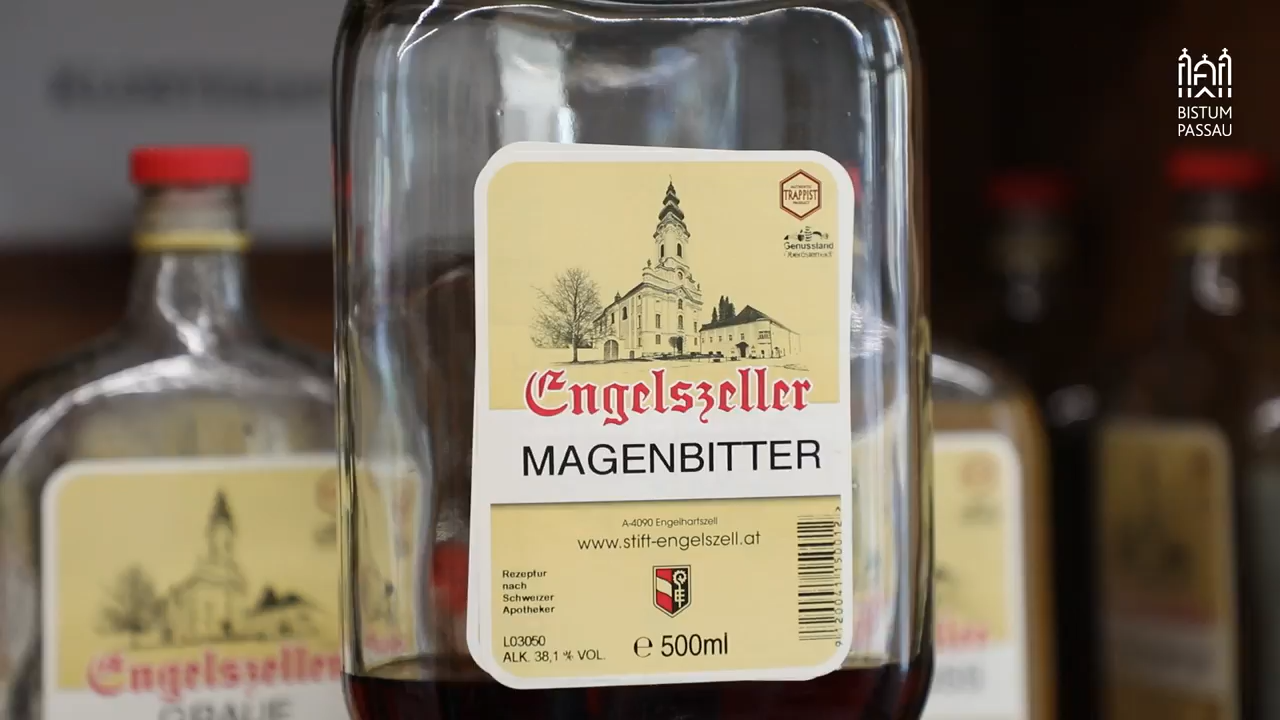 BISTUM
PASSAU
AUTHENTIC
TRAPPIST
PRODUCT
Genussland
Oberösterreich
Engelszeller
MAGENBITTER
A-4090 Engelhartszell
www.stift-engelszell.at
Rezeptur
nach
Schweizer
Apotheker
L03050
ALK. 38,1 % VOL.
℮ 500ml
Engelszeller